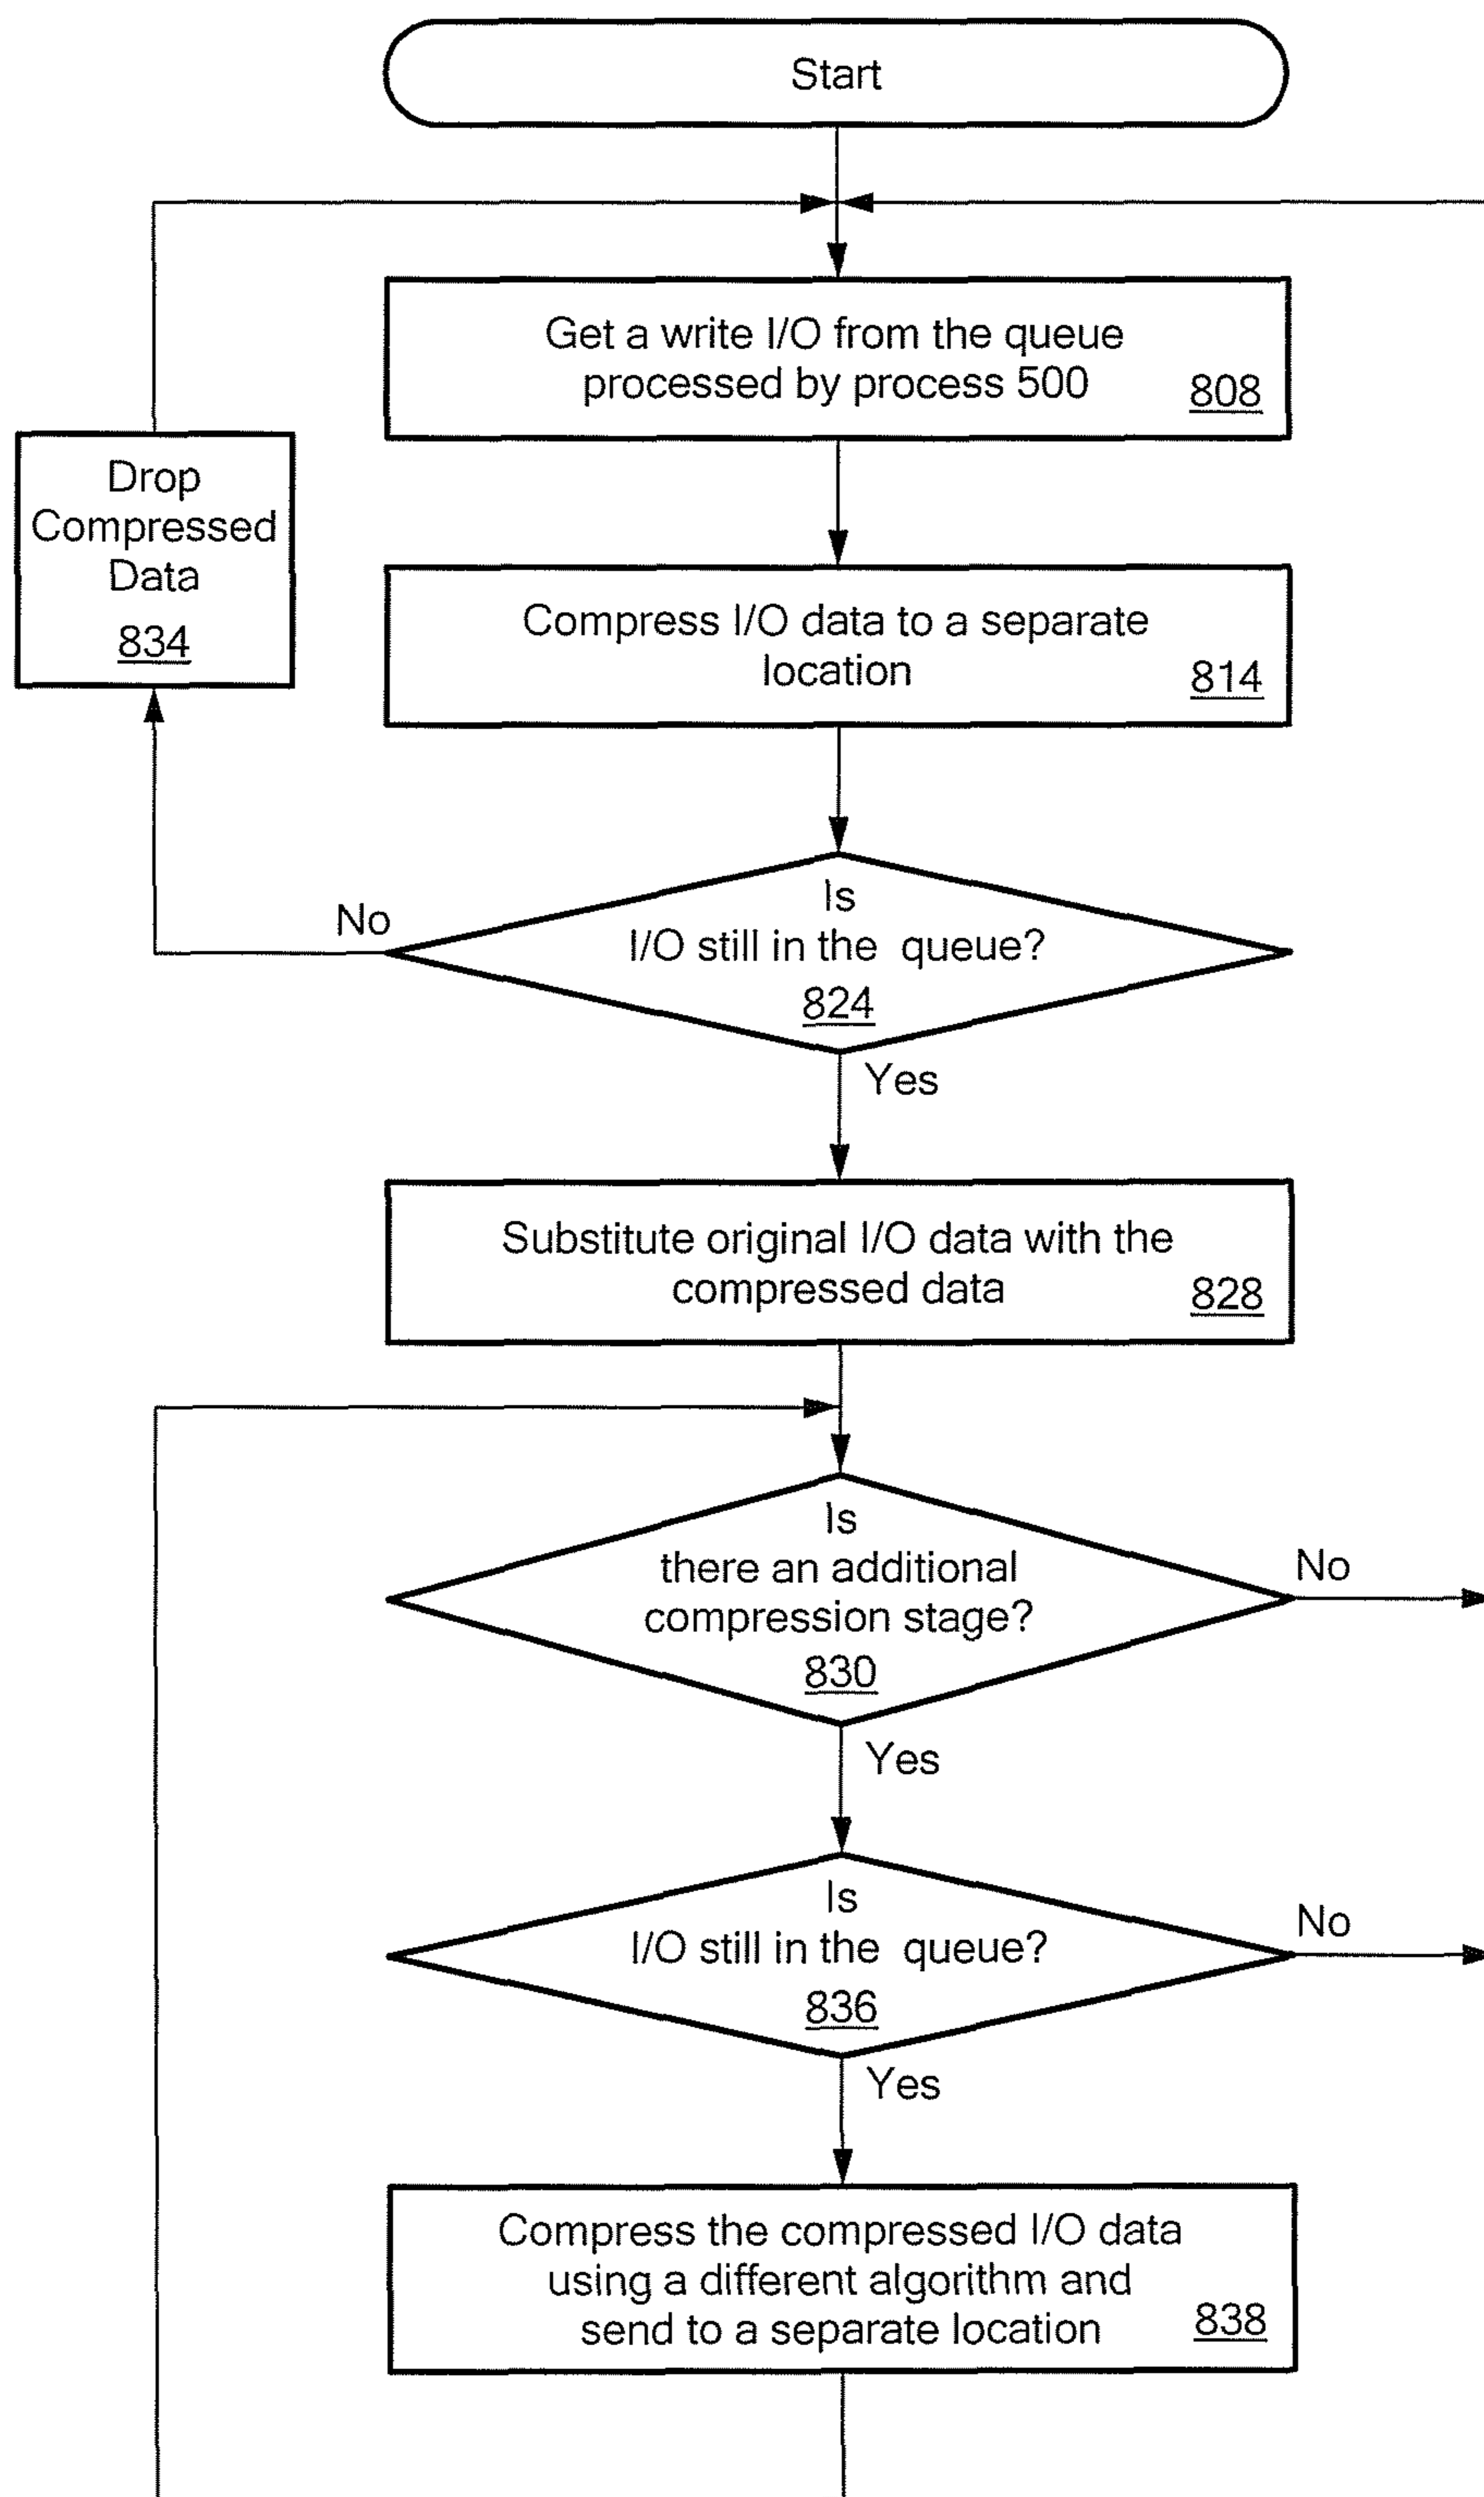 Start
Get a write I/O from the queue
processed by process 500
808
Drop
Compressed
Data
834
Compress I/O data to a separate
location
814
Is
I/O still in the queue?
824
No
Yes
Substitute original I/O data with the
compressed data
828
Is
there an additional
compression stage?
830
No
Yes
Is
I/O still in the queue?
836
No
Yes
Compress the compressed I/O data
using a different algorithm and
send to a separate location
838